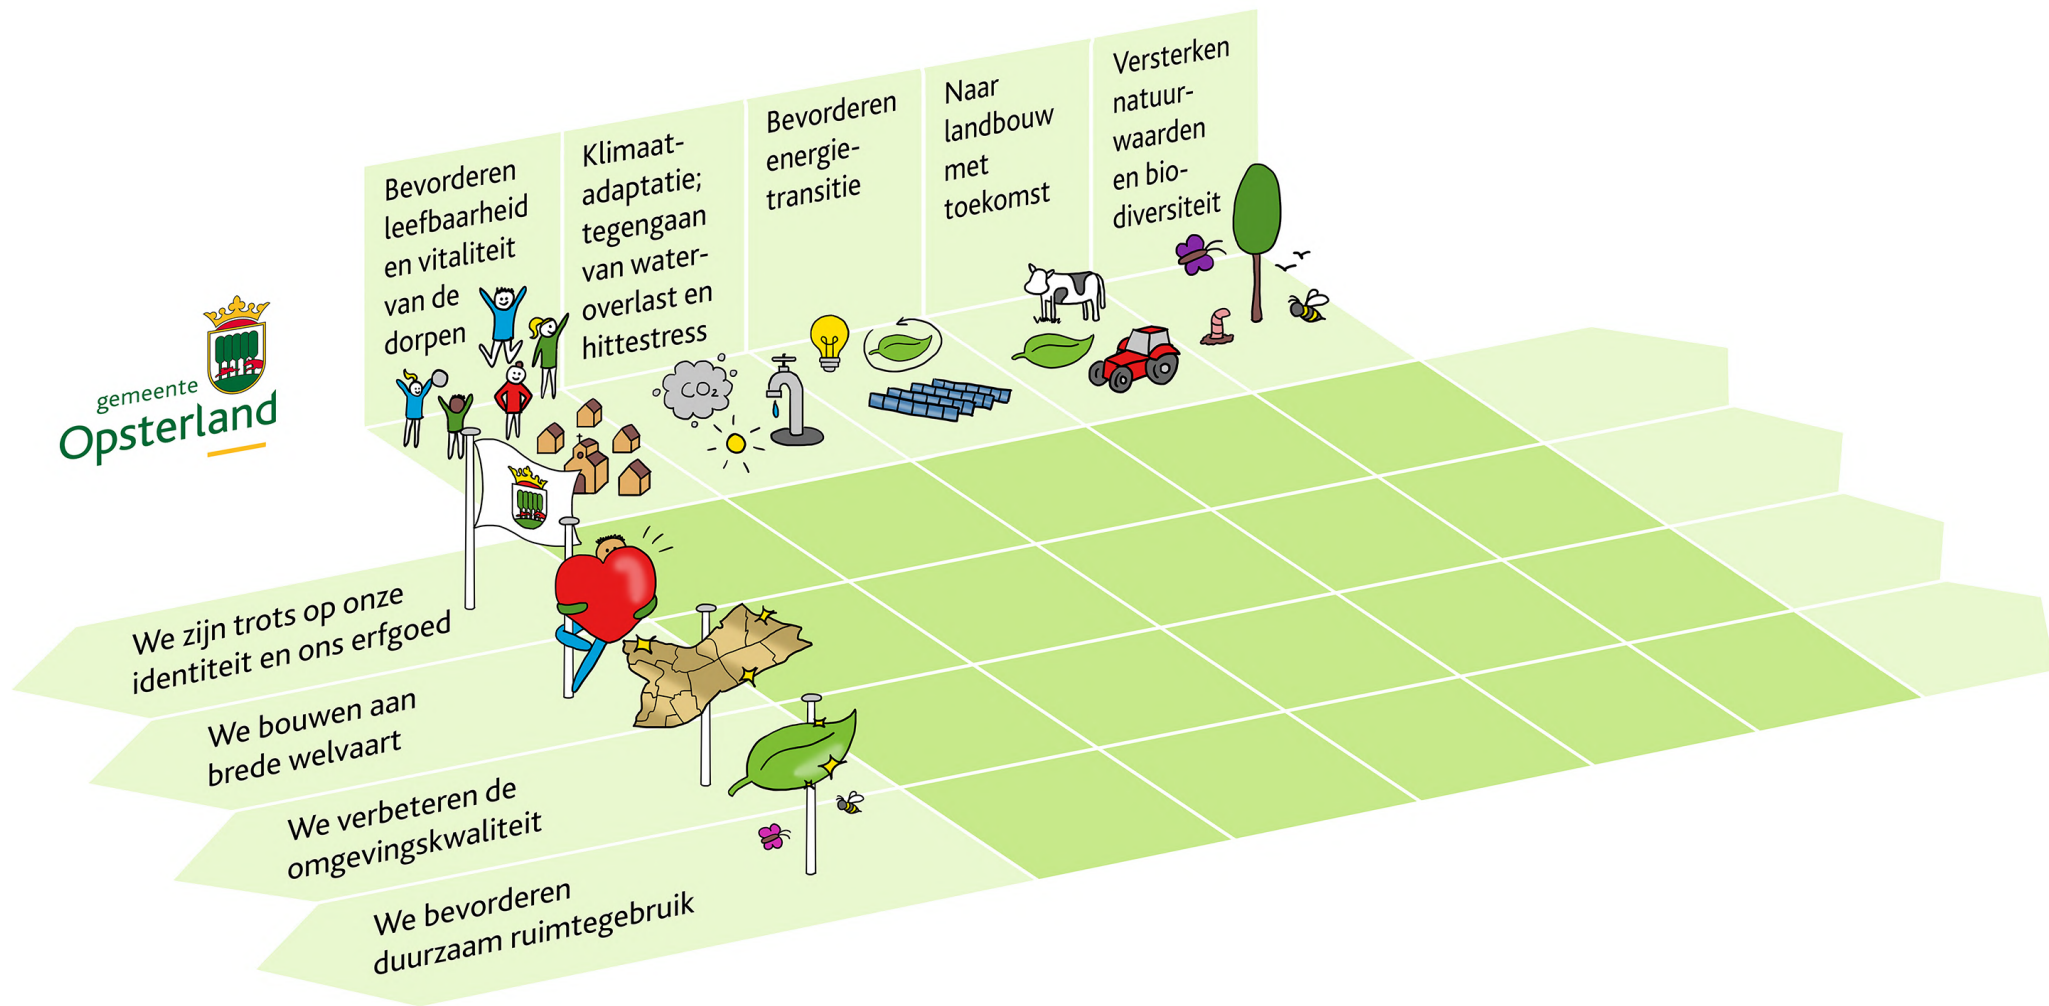 Bevorderen
leefbaarheid
en vitaliteit
van de
dorpen
Klimaat-
adaptatie;
tegengaan
van water-
overlast en
hittestress
Bevorderen
energie-
transitie
Naar
landbouw
met
toekomst
Versterken
natuur-
waarden
en bio-
diversiteit
gemeente
Opsterland
CO₂
We zijn trots op onze
identiteit en ons erfgoed
We bouwen aan
brede welvaart
We verbeteren de
omgevingskwaliteit
We bevorderen
duurzaam ruimtegebruik